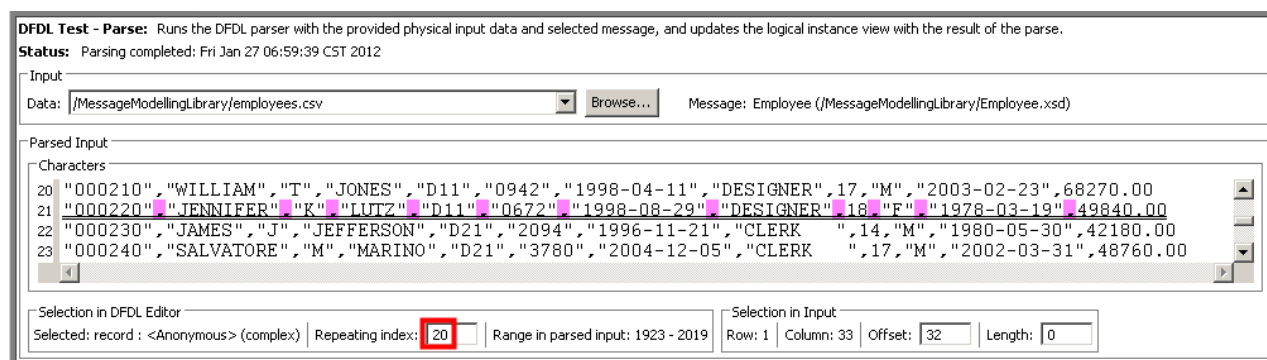 DFDL Test - Parse: Runs the DFDL parser with the provided physical input data and selected message, and updates the logical instance view with the result of the parse.
Status: Parsing completed: Fri Jan 27 06:59:39 CST 2012
Input
Data: /MessageModellingLibrary/employees.csv Browse... Message: Employee (/MessageModellingLibrary/Employee.xsd)
Parsed Input
Characters
20 "000210","WILLIAM","T","JONES","D11","0942","1998-04-11","DESIGNER",17,"M","2003-02-23",68270.00
21 "000220","JENNIFER","K","LUTZ","D11","0672","1998-08-29","DESIGNER",18,"F","1978-03-19",49840.00
22 "000230","JAMES","J","JEFFERSON","D21","2094","1996-11-21","CLERK   ",14,"M","1980-05-30",42180.00
23 "000240","SALVATORE","M","MARINO","D21","3780","2004-12-05","CLERK   ",17,"M","2002-03-31",48760.00
Selection in DFDL Editor Selection in Input
Selected: record : <Anonymous> (complex) Repeating index: 20 Range in parsed input: 1923 - 2019 Row: 1 Column: 33 Offset: 32 Length: 0